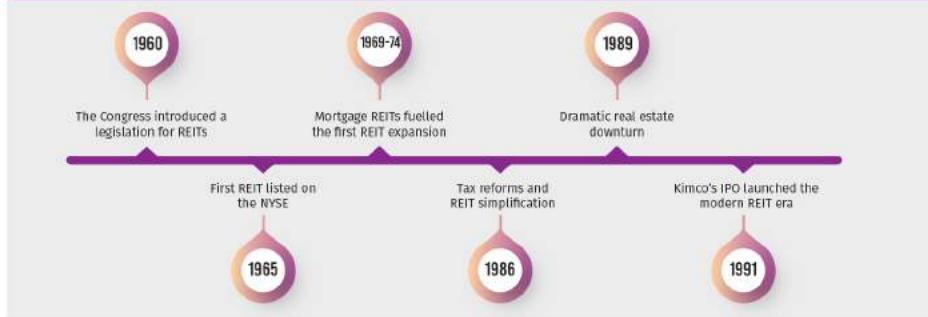 1960
1969-74
1989
The Congress introduced a
legislation for REITs
Mortgage REITs fuelled
the first REIT expansion
Dramatic real estate
downturn
First REIT listed on
the NYSE
Tax reforms and
REIT simplification
Kimco's IPO launched the
modern REIT era
1965
1986
1991